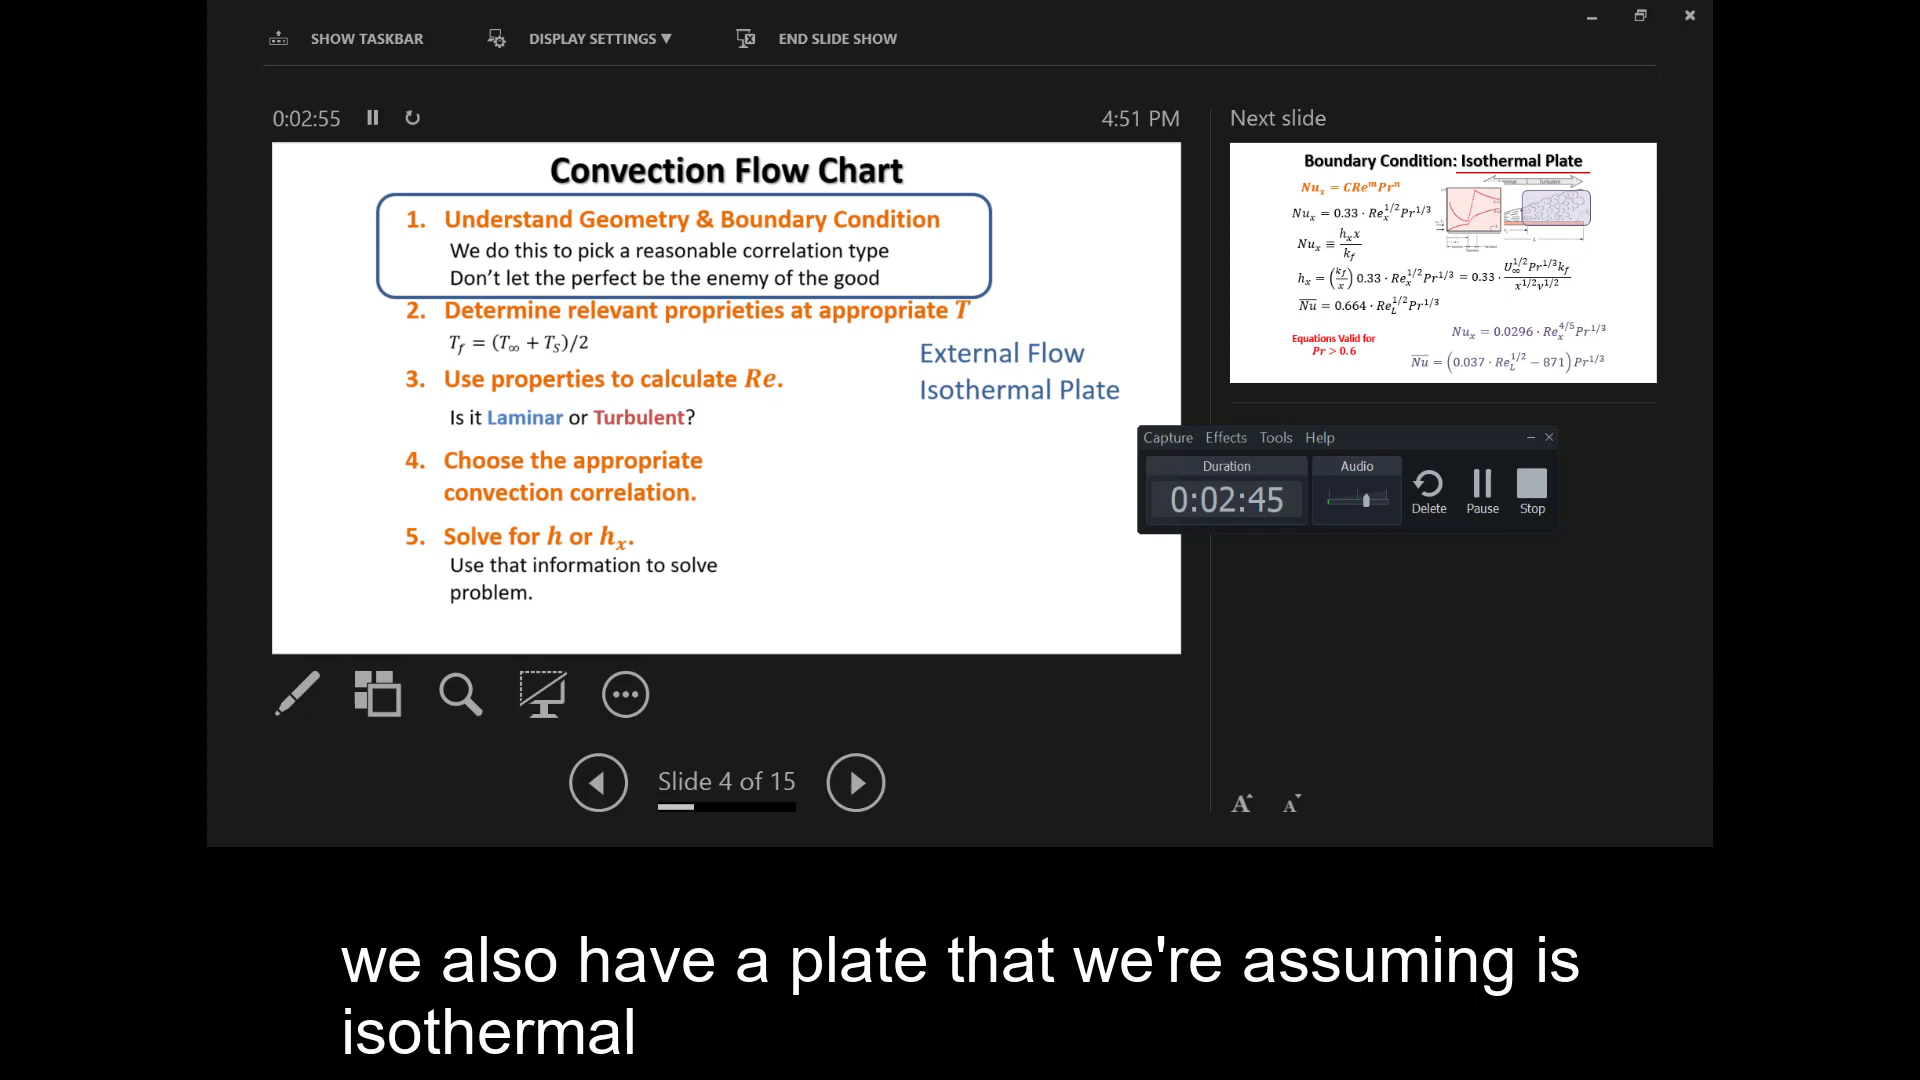 SHOW TASKBAR
DISPLAY SETTINGS ▼
END SLIDE SHOW
0:02:55
4:51 PM
Convection Flow Chart
1. Understand Geometry & Boundary Condition
We do this to pick a reasonable correlation type
Don't let the perfect be the enemy of the good
2. Determine relevant proprieties at appropriate T
T_f = (T_∞ + T_S)/2
External Flow
Isothermal Plate
3. Use properties to calculate Re.
Is it Laminar or Turbulent?
4. Choose the appropriate
convection correlation.
5. Solve for h or h_x.
Use that information to solve
problem.
Slide 4 of 15
Next slide
Boundary Condition: Isothermal Plate
Nu_x = CRe^m Pr^n
Nu_x = 0.33 · Re_x^{1/2} Pr^{1/3}
Nu_x ≡ h_x x / k_f
h_x = (k_f / x) 0.33 · Re_x^{1/2} Pr^{1/3} = 0.33 · U_∞^{1/2} Pr^{1/3} k_f / x^{1/2} ν^{1/2}
N̅u̅ = 0.664 · Re_L^{1/2} Pr^{1/3}
Equations Valid for
Pr > 0.6
Nu_x = 0.0296 · Re_x^{4/5} Pr^{1/3}
N̅u̅ = (0.037 · Re_L^{1/2} − 871) Pr^{1/3}
Turbulent
Capture Effects Tools Help
Duration
0:02:45
Audio
Delete
Pause
Stop
A A
we also have a plate that we're assuming is
isothermal